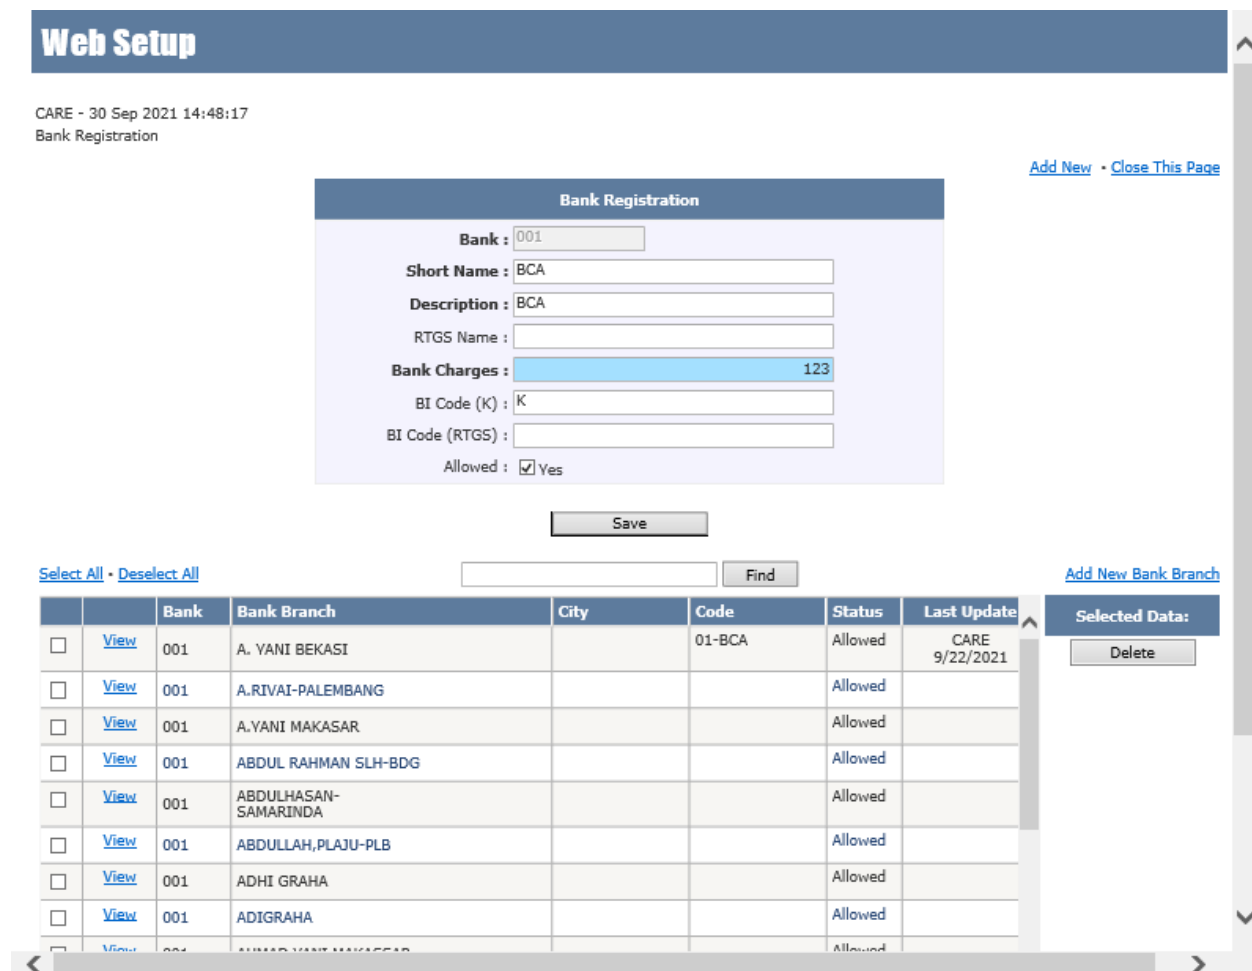 Web Setup
CARE - 30 Sep 2021 14:48:17
Bank Registration
Add New • Close This Page
Bank Registration
Bank : 001
Short Name : BCA
Description : BCA
RTGS Name :
Bank Charges : 123
BI Code (K) : K
BI Code (RTGS) :
Allowed : Yes
Save
Select All • Deselect All Find Add New Bank Branch
Bank Bank Branch City Code Status Last Update Selected Data:
View 001 A. YANI BEKASI 01-BCA Allowed CARE 9/22/2021 Delete
View 001 A.RIVAI-PALEMBANG Allowed
View 001 A.YANI MAKASAR Allowed
View 001 ABDUL RAHMAN SLH-BDG Allowed
View 001 ABDULHASAN- Allowed
SAMARINDA
View 001 ABDULLAH,PLAJU-PLB Allowed
View 001 ADHI GRAHA Allowed
View 001 ADIGRAHA Allowed
View 001 Allowed